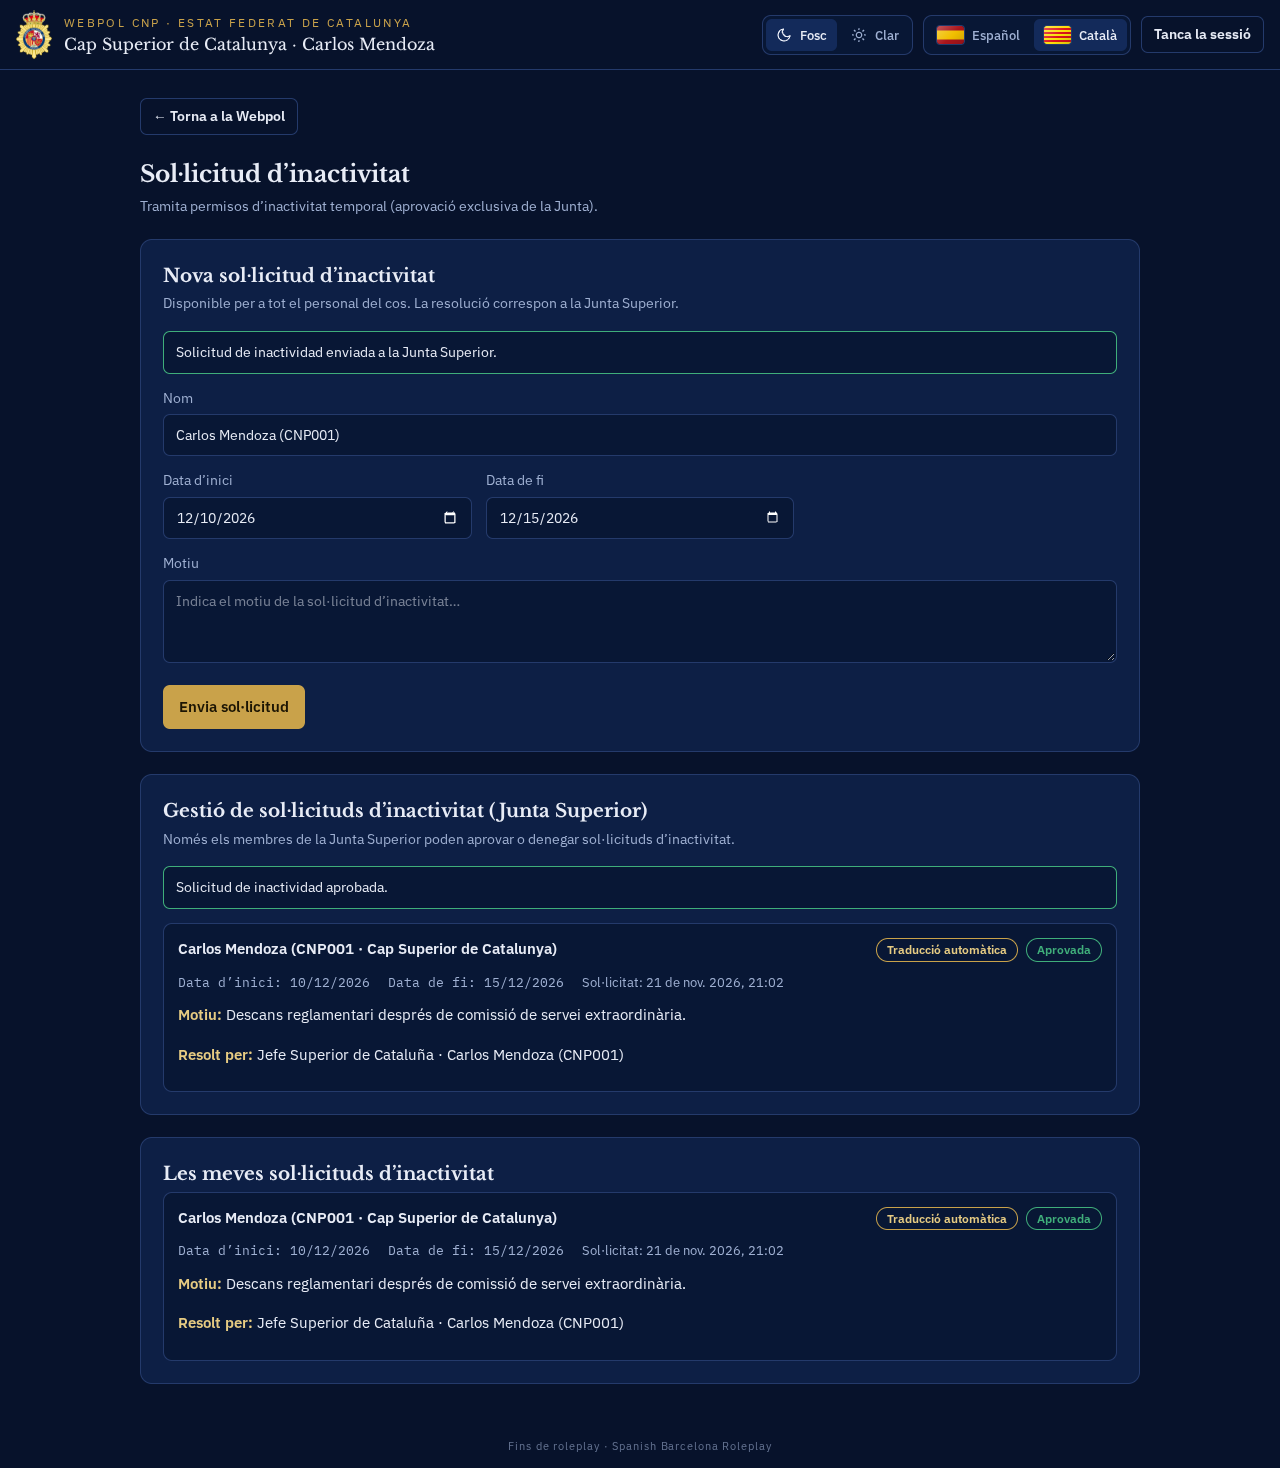 WEBPOL CNP · ESTAT FEDERAT DE CATALUNYA
Cap Superior de Catalunya · Carlos Mendoza
Fosc
Clar
Español
Català
Tanca la sessió
← Torna a la Webpol
Sol·licitud d’inactivitat
Tramita permisos d’inactivitat temporal (aprovació exclusiva de la Junta).
Nova sol·licitud d’inactivitat
Disponible per a tot el personal del cos. La resolució correspon a la Junta Superior.
Solicitud de inactividad enviada a la Junta Superior.
Nom
Carlos Mendoza (CNP001)
Data d’inici
Data de fi
12/10/2026
12/15/2026
Motiu
Indica el motiu de la sol·licitud d’inactivitat…
Envia sol·licitud
Gestió de sol·licituds d’inactivitat (Junta Superior)
Només els membres de la Junta Superior poden aprovar o denegar sol·licituds d’inactivitat.
Solicitud de inactividad aprobada.
Carlos Mendoza (CNP001 · Cap Superior de Catalunya)
Traducció automàtica
Aprovada
Data d’inici: 10/12/2026 Data de fi: 15/12/2026 Sol·licitat: 21 de nov. 2026, 21:02
Motiu: Descans reglamentari després de comissió de servei extraordinària.
Resolt per: Jefe Superior de Cataluña · Carlos Mendoza (CNP001)
Les meves sol·licituds d’inactivitat
Carlos Mendoza (CNP001 · Cap Superior de Catalunya)
Traducció automàtica
Aprovada
Data d’inici: 10/12/2026 Data de fi: 15/12/2026 Sol·licitat: 21 de nov. 2026, 21:02
Motiu: Descans reglamentari després de comissió de servei extraordinària.
Resolt per: Jefe Superior de Cataluña · Carlos Mendoza (CNP001)
Fins de roleplay · Spanish Barcelona Roleplay